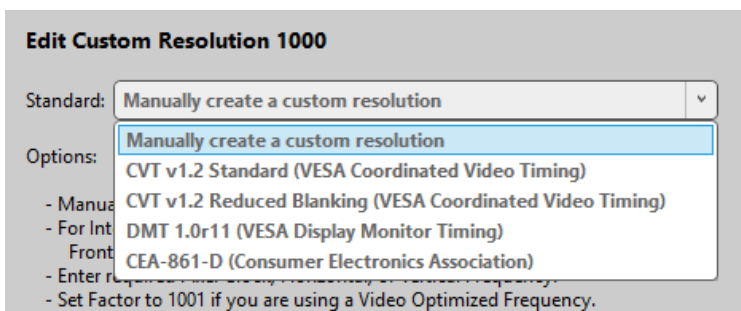 Edit Custom Resolution 1000
Standard: Manually create a custom resolution
Manually create a custom resolution
Options:
CVT v1.2 Standard (VESA Coordinated Video Timing)
- Manua
CVT v1.2 Reduced Blanking (VESA Coordinated Video Timing)
- For Int
DMT 1.0r11 (VESA Display Monitor Timing)
Front
CEA-861-D (Consumer Electronics Association)
- Enter
- Set Factor to 1001 if you are using a Video Optimized Frequency.